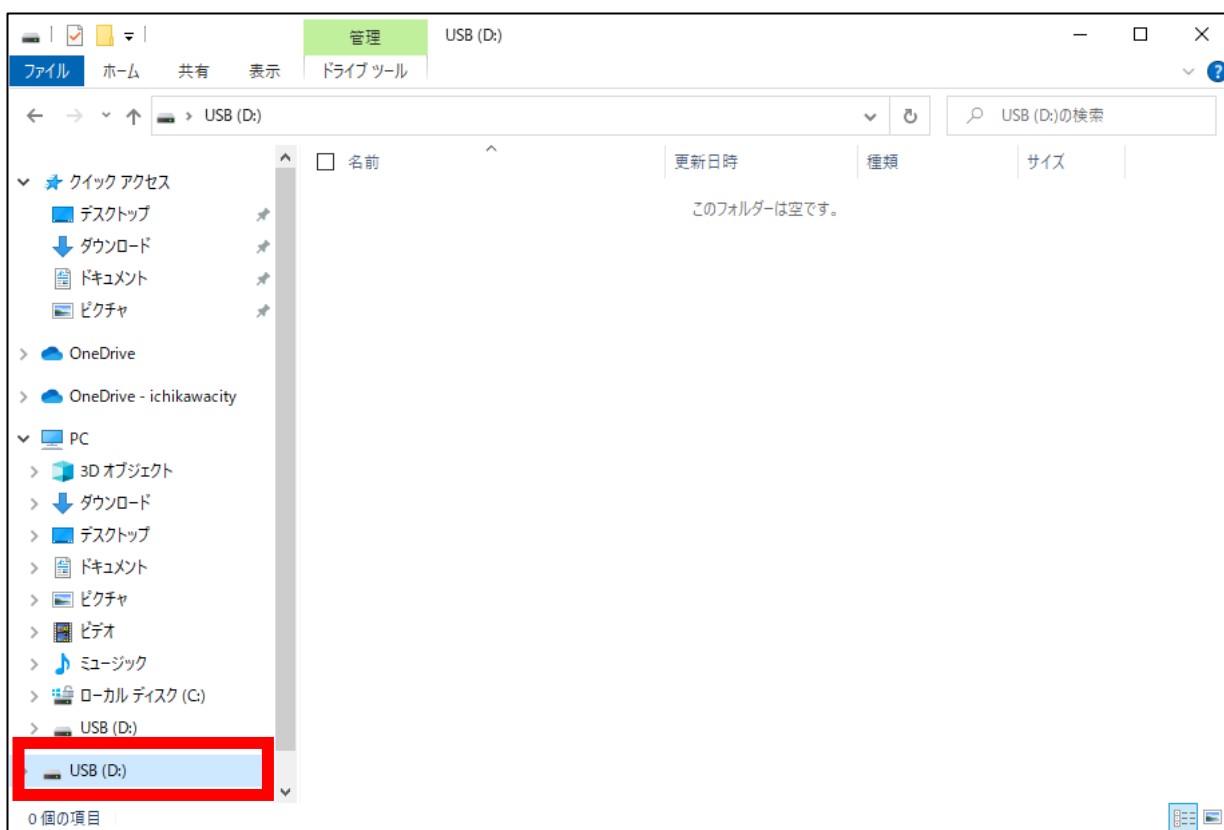 管理 USB (D:)
ファイル ホーム 共有 表示 ドライブ ツール
USB (D:) USB (D:)の検索
名前 更新日時 種類 サイズ
このフォルダーは空です。
クイック アクセス
デスクトップ
ダウンロード
ドキュメント
ピクチャ
OneDrive
OneDrive - ichikawacity
PC
3D オブジェクト
ダウンロード
デスクトップ
ドキュメント
ピクチャ
ビデオ
ミュージック
ローカル ディスク (C:)
USB (D:)
USB (D:)
0 個の項目